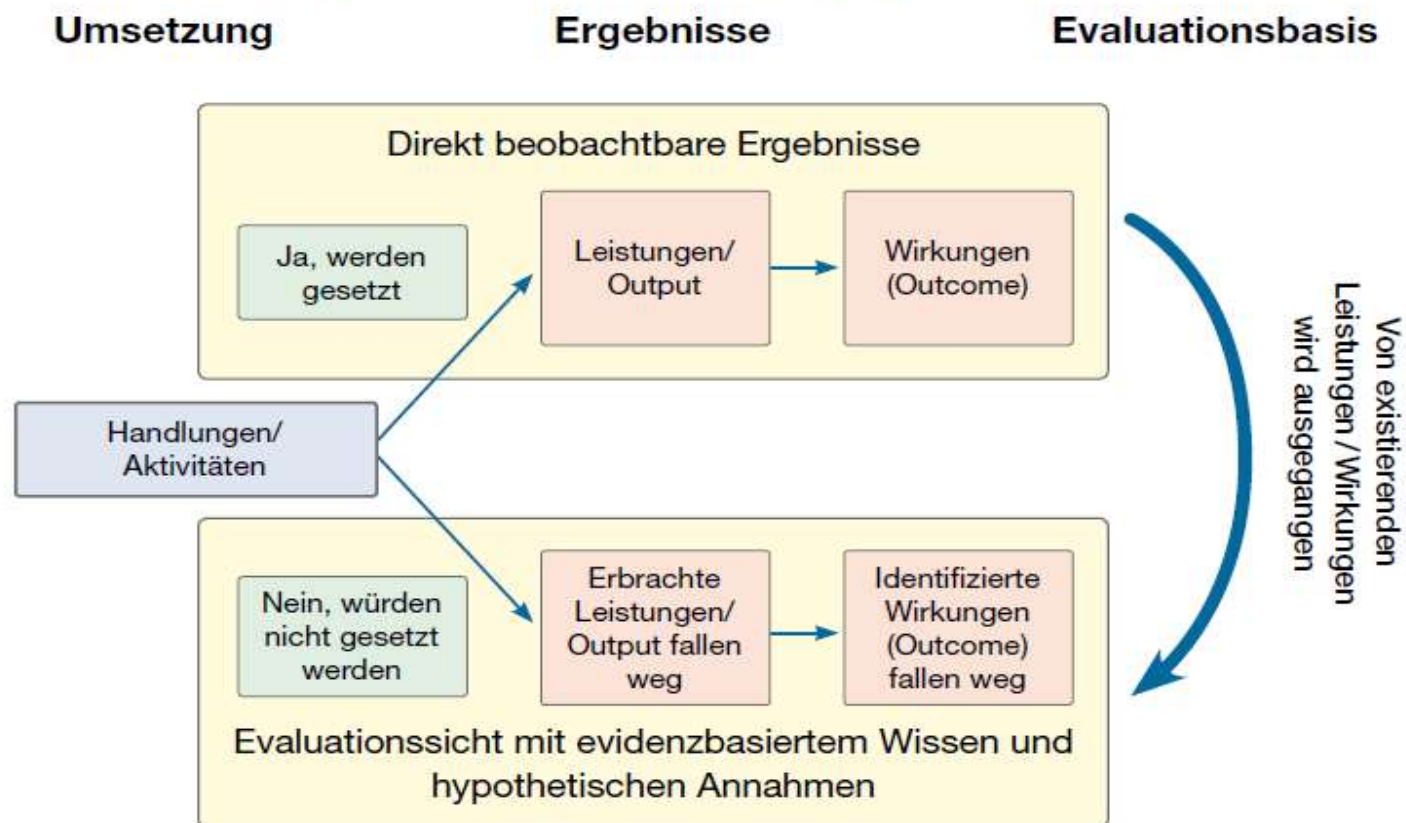 Umsetzung
Ergebnisse
Evaluationsbasis
Direkt beobachtbare Ergebnisse
Ja, werden
gesetzt
Leistungen/
Output
Wirkungen
(Outcome)
Handlungen/
Aktivitäten
Nein, würden
nicht gesetzt
werden
Erbrachte
Leistungen/
Output fallen
weg
Identifizierte
Wirkungen
(Outcome)
fallen weg
Evaluationssicht mit evidenzbasiertem Wissen und
hypothetischen Annahmen
Von existierenden
Leistungen / Wirkungen
wird ausgegangen